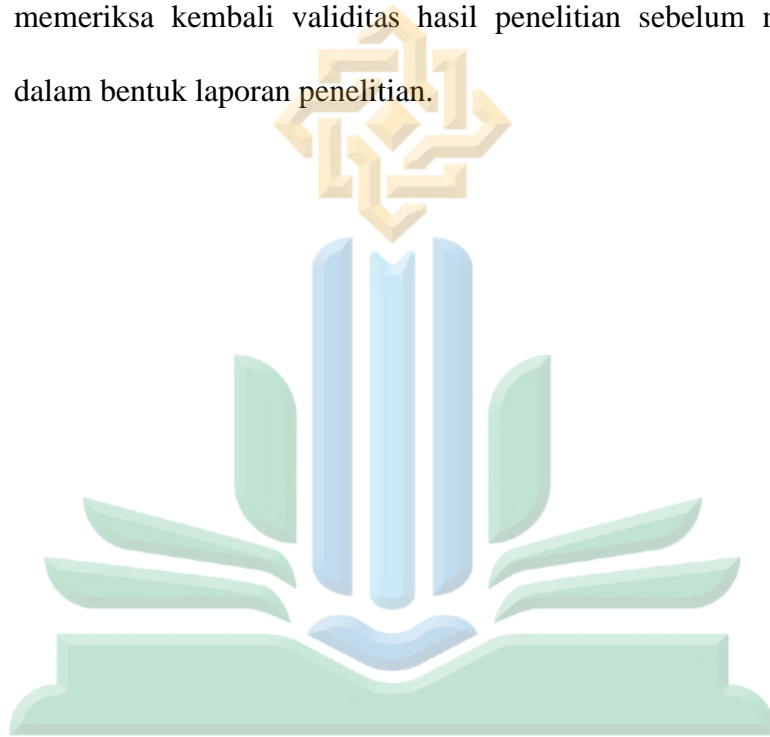 memeriksa kembali validitas hasil penelitian sebelum
dalam bentuk laporan penelitian.